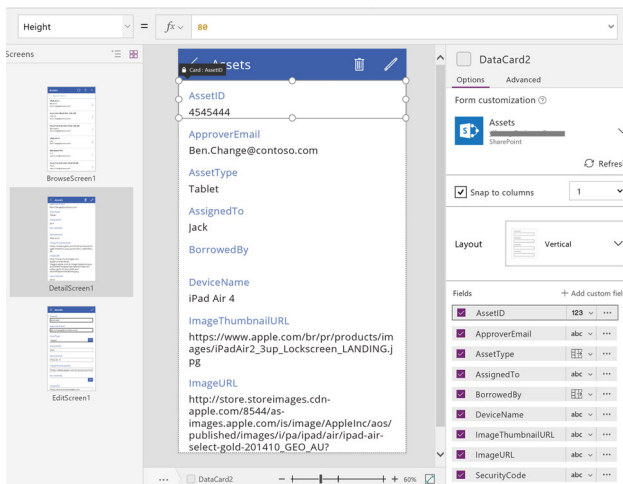 Height = fx 80
Screens
BrowseScreen1
DetailScreen1
EditScreen1
Assets
Card : AssetID
AssetID
4545444
ApproverEmail
Ben.Change@contoso.com
AssetType
Tablet
AssignedTo
Jack
BorrowedBy
DeviceName
iPad Air 4
ImageThumbnailURL
https://www.apple.com/br/pr/products/im
ages/iPadAir2_3up_Lockscreen_LANDING.j
pg
ImageURL
http://store.storeimages.cdn-
apple.com/8544/as-
images.apple.com/is/image/AppleInc/aos/
published/images/i/pa/ipad/air/ipad-air-
select-gold-201410_GEO_AU?
... DataCard2 - + 60%
DataCard2
Options Advanced
Form customization
Assets
SharePoint
Refres
Snap to columns 1
Layout Vertical
Fields + Add custom fiel
AssetID 123 ...
ApproverEmail abc ...
AssetType ...
AssignedTo abc ...
BorrowedBy ...
DeviceName abc ...
ImageThumbnailURL abc ...
ImageURL abc ...
SecurityCode abc ...